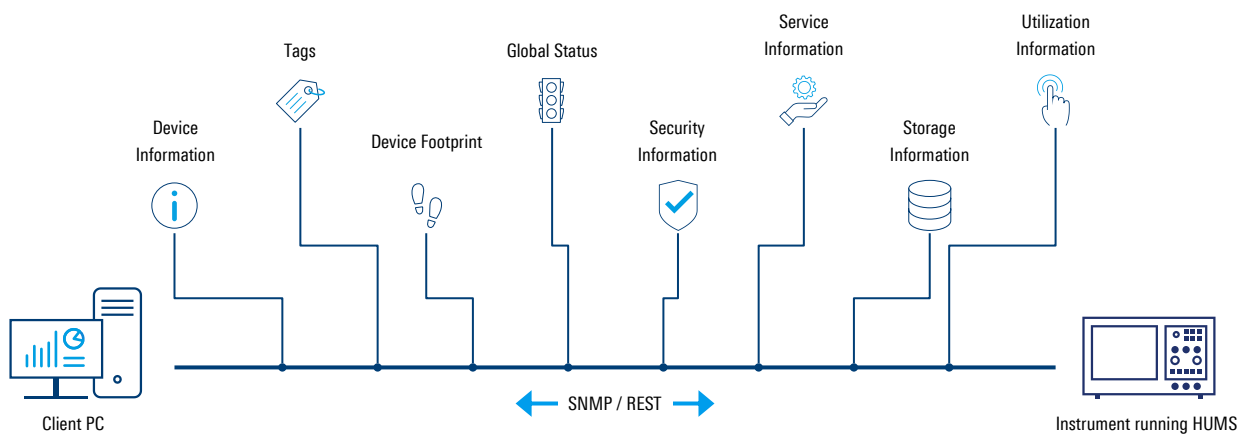 Service
Information
Utilization
Information
Tags
Global Status
Device
Information
Device Footprint
Security
Information
Storage
Information
SNMP / REST
Client PC
Instrument running HUMS